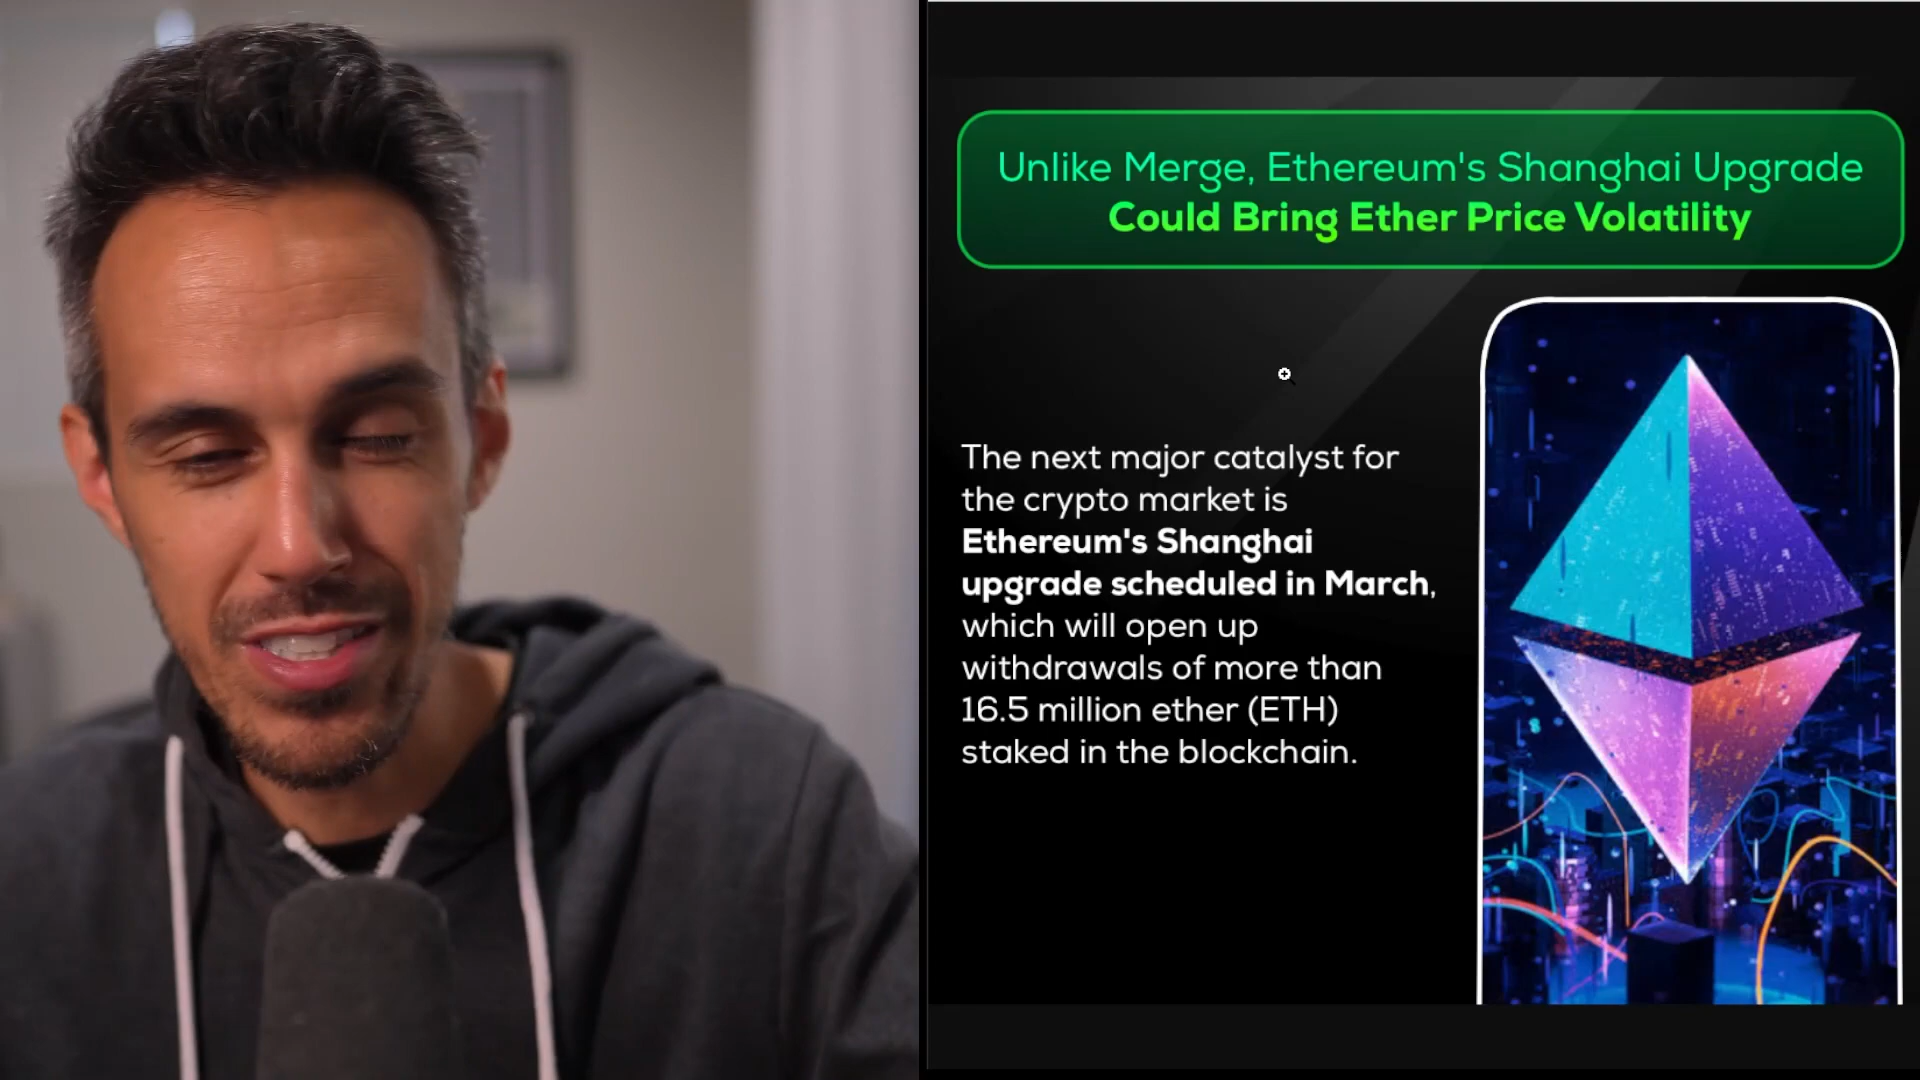 Unlike Merge, Ethereum's Shanghai Upgrade
Could Bring Ether Price Volatility
The next major catalyst for
the crypto market is
Ethereum's Shanghai
upgrade scheduled in March,
which will open up
withdrawals of more than
16.5 million ether (ETH)
staked in the blockchain.